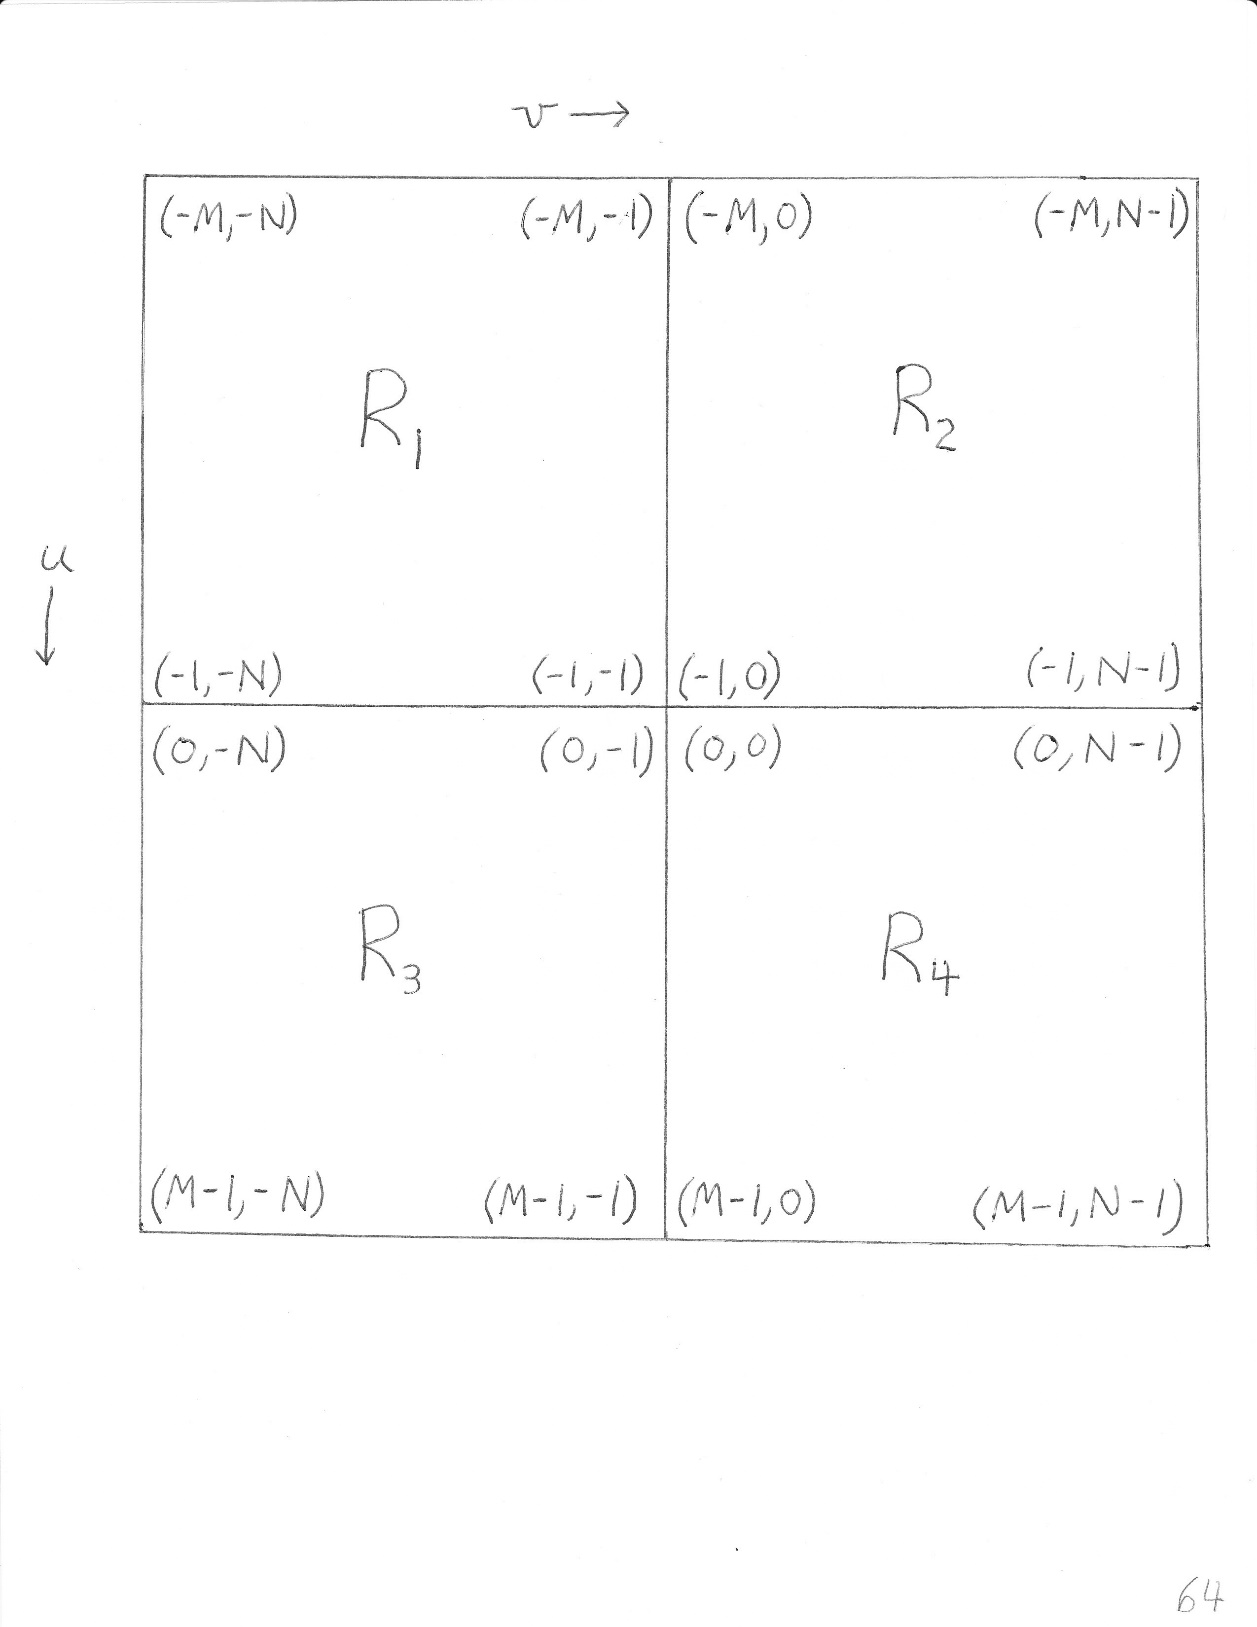 v →
(-M,-N) (-M,-1) (-M,0) (-M,N-1)
R₁ R₂
u
↓
(-1,-N) (-1,-1) (-1,0) (-1,N-1)
(0,-N) (0,-1) (0,0) (0,N-1)
R₃ R₄
(M-1,-N) (M-1,-1) (M-1,0) (M-1,N-1)
64